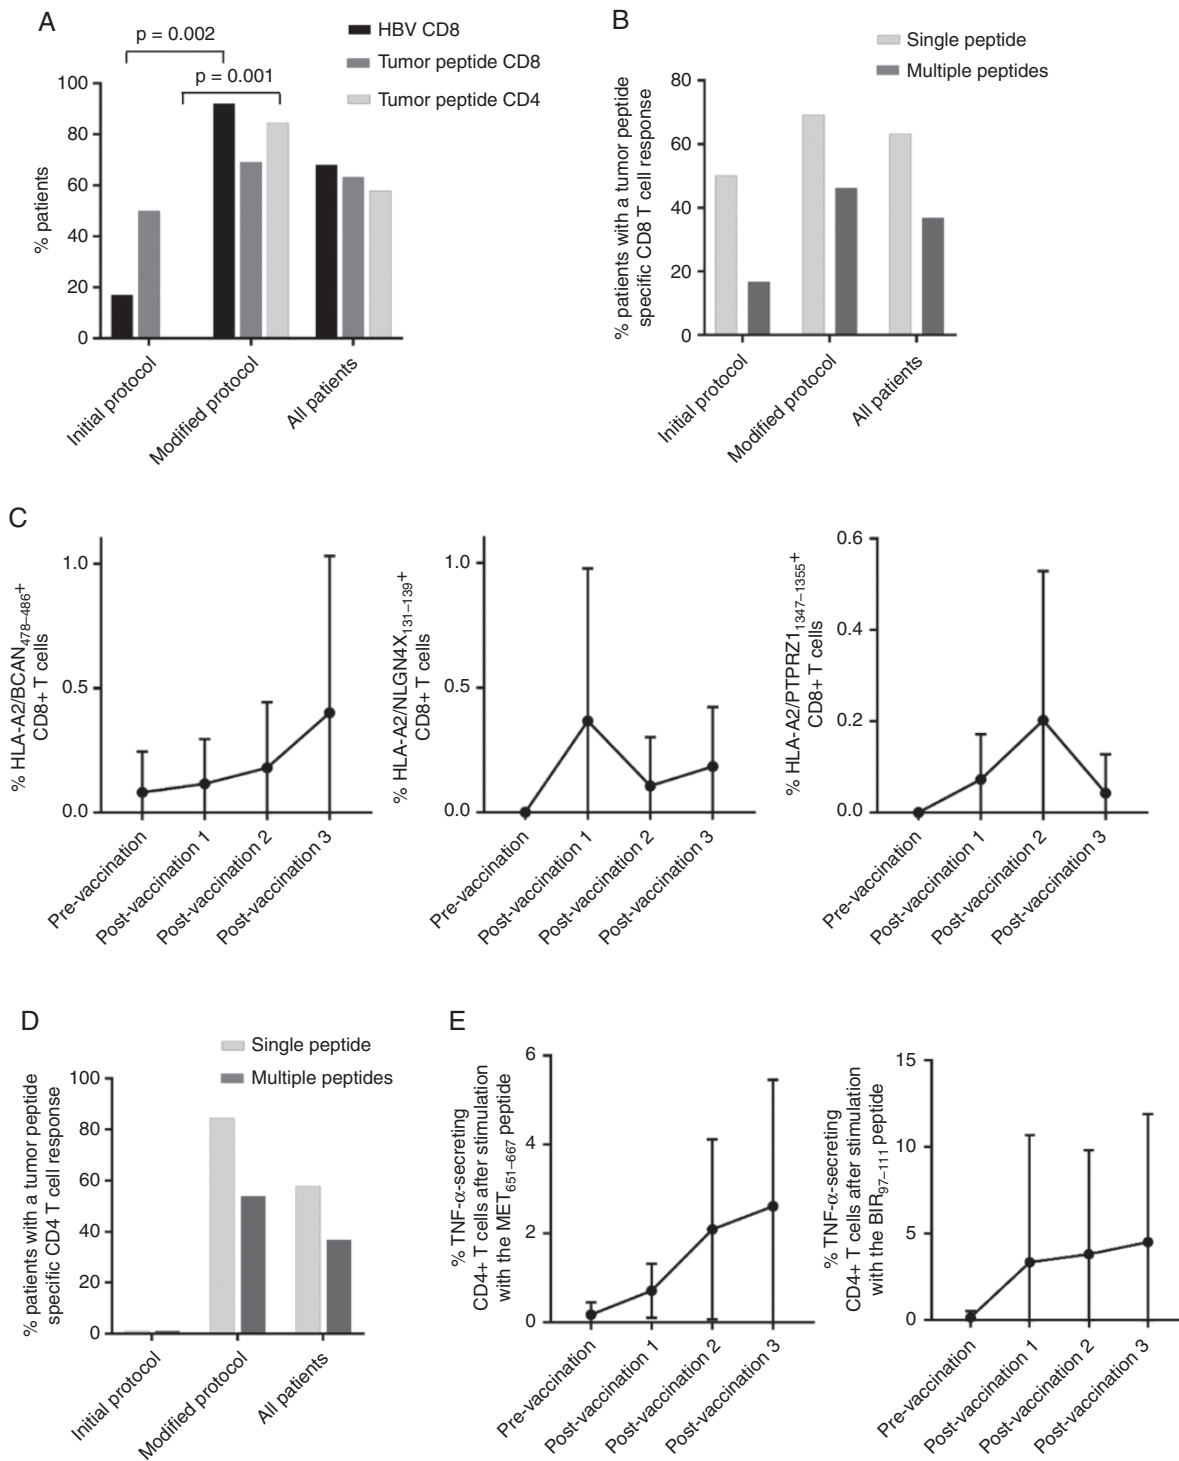 A
p = 0.002
p = 0.001
HBV CD8
Tumor peptide CD8
Tumor peptide CD4
% patients
100
80
60
40
20
0
Initial protocol
Modified protocol
All patients
B
Single peptide
Multiple peptides
% patients with a tumor peptide
specific CD8 T cell response
80
60
40
20
0
Initial protocol
Modified protocol
All patients
C
% HLA-A2/BCAN478–486+
CD8+ T cells
1.0
0.5
0.0
Pre-vaccination
Post-vaccination 1
Post-vaccination 2
Post-vaccination 3
% HLA-A2/NLGN4X131–139+
CD8+ T cells
1.0
0.5
0.0
Pre-vaccination
Post-vaccination 1
Post-vaccination 2
Post-vaccination 3
% HLA-A2/PTPRZ11347–1355+
CD8+ T cells
0.6
0.4
0.2
0.0
Pre-vaccination
Post-vaccination 1
Post-vaccination 2
Post-vaccination 3
D
Single peptide
Multiple peptides
% patients with a tumor peptide
specific CD4 T cell response
100
80
60
40
20
0
Initial protocol
Modified protocol
All patients
E
% TNF-α-secreting
CD4+ T cells after stimulation
with the MET651–667 peptide
6
4
2
0
Pre-vaccination
Post-vaccination 1
Post-vaccination 2
Post-vaccination 3
% TNF-α-secreting
CD4+ T cells after stimulation
with the BIR97–111 peptide
15
10
5
0
Pre-vaccination
Post-vaccination 1
Post-vaccination 2
Post-vaccination 3